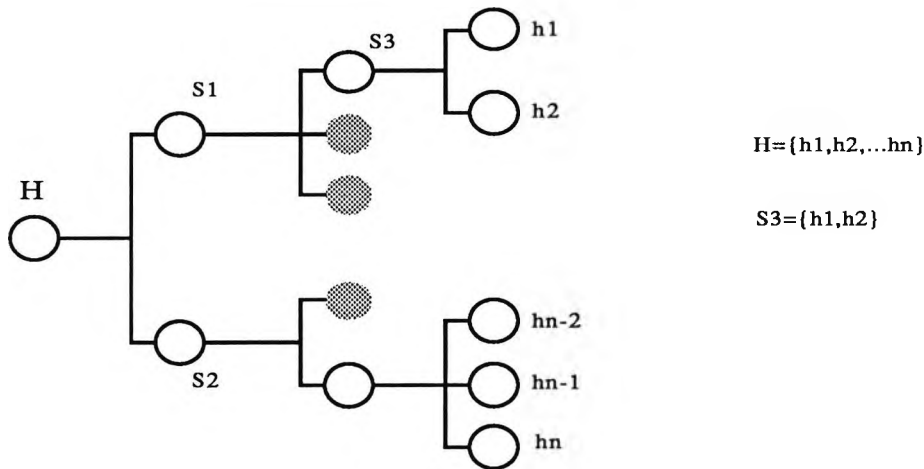 h1
S3
S1
h2
H={h1,h2,...hn}
H
S3={h1,h2}
hn-2
S2
hn-1
hn